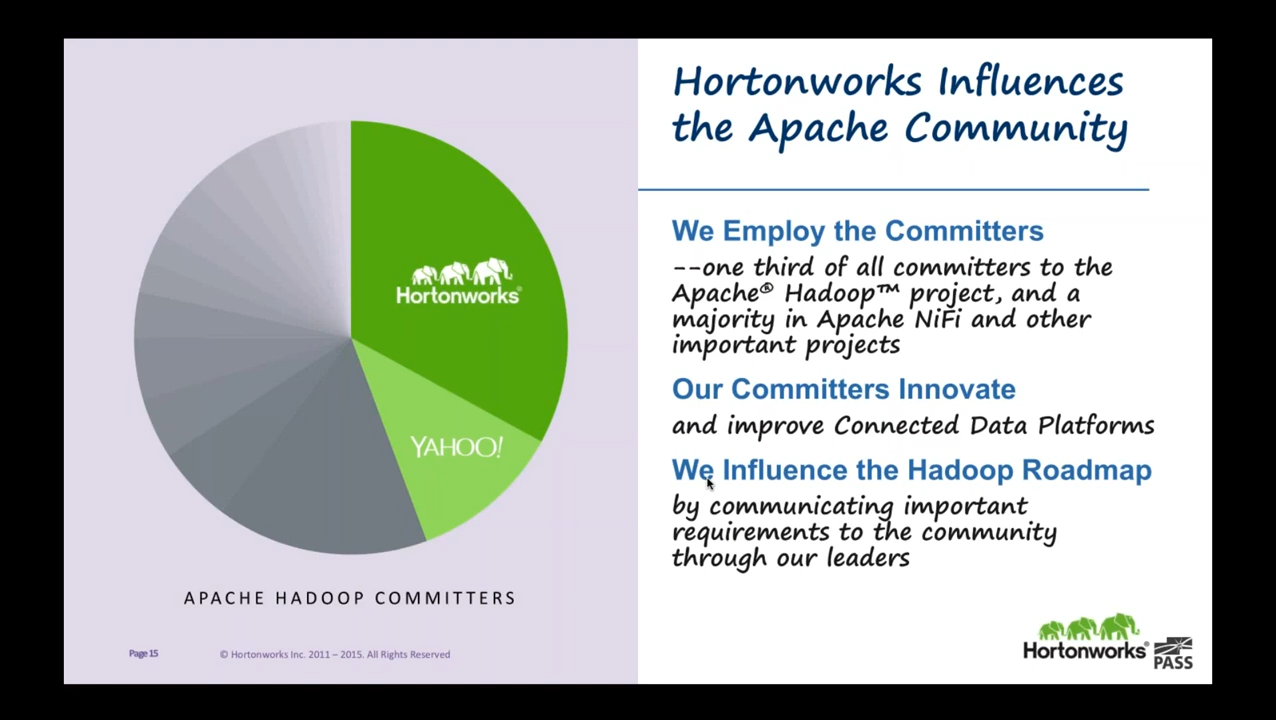 Hortonworks Influences
the Apache Community
We Employ the Committers
--one third of all committers to the
Apache® Hadoop™ project, and a
majority in Apache NiFi and other
important projects
Our Committers Innovate
and improve Connected Data Platforms
We Influence the Hadoop Roadmap
by communicating important
requirements to the community
through our leaders
Hortonworks®
YAHOO!
APACHE HADOOP COMMITTERS
Page 15
© Hortonworks Inc. 2011 – 2015. All Rights Reserved
Hortonworks®
PASS